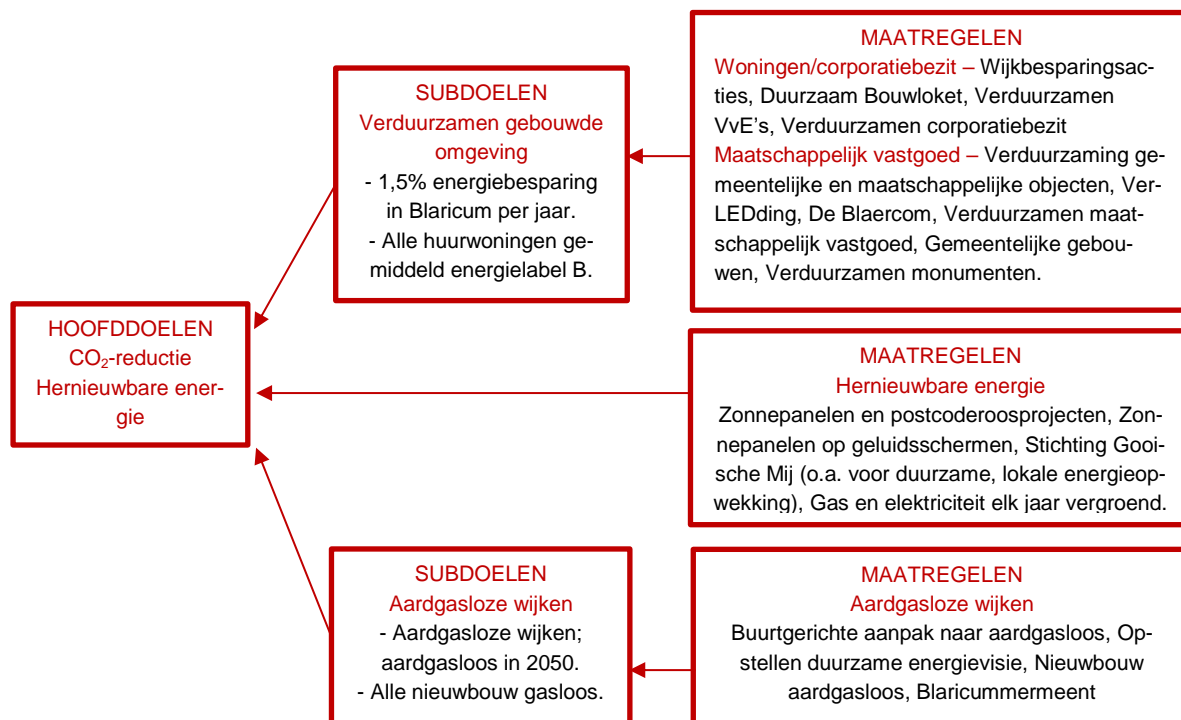 MAATREGELEN
Woningen/corporatiebezit – Wijkbesparingsac-
ties, Duurzaam Bouwloket, Verduurzamen
VvE's, Verduurzamen corporatiebezit
Maatschappelijk vastgoed – Verduurzaming ge-
meentelijke en maatschappelijke objecten, Ver-
LEDding, De Blaercom, Verduurzamen maat-
schappelijk vastgoed, Gemeentelijke gebou-
wen, Verduurzamen monumenten.
SUBDOELEN
Verduurzamen gebouwde
omgeving
- 1,5% energiebesparing
in Blaricum per jaar.
- Alle huurwoningen ge-
middeld energielabel B.
HOOFDDOELEN
CO₂-reductie
Hernieuwbare ener-
gie
MAATREGELEN
Hernieuwbare energie
Zonnepanelen en postcoderoosprojecten, Zon-
nepanelen op geluidsschermen, Stichting Gooi-
sche Mij (o.a. voor duurzame, lokale energieop-
wekking), Gas en elektriciteit elk jaar vergroend.
SUBDOELEN
Aardgasloze wijken
- Aardgasloze wijken;
aardgasloos in 2050.
- Alle nieuwbouw gasloos.
MAATREGELEN
Aardgasloze wijken
Buurtgerichte aanpak naar aardgasloos, Op-
stellen duurzame energievisie, Nieuwbouw
aardgasloos, Blaricummermeent